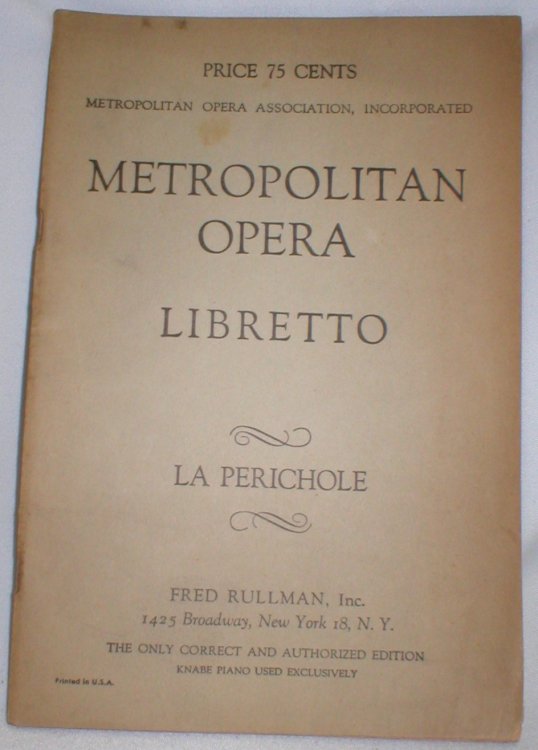 PRICE 75 CENTS
METROPOLITAN OPERA ASSOCIATION, INCORPORATED
METROPOLITAN
OPERA
LIBRETTO
LA PERICHOLE
FRED RULLMAN, Inc.
1425 Broadway, New York 18, N. Y.
THE ONLY CORRECT AND AUTHORIZED EDITION
KNABE PIANO USED EXCLUSIVELY
Printed in U.S.A.